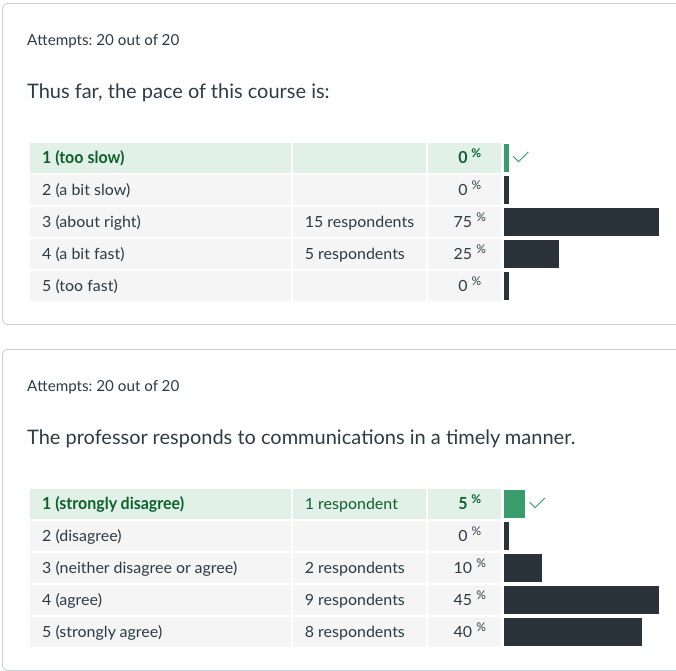 Attempts: 20 out of 20
Thus far, the pace of this course is:
1 (too slow) 0 %
2 (a bit slow) 0 %
3 (about right) 15 respondents 75 %
4 (a bit fast) 5 respondents 25 %
5 (too fast) 0 %
Attempts: 20 out of 20
The professor responds to communications in a timely manner.
1 (strongly disagree) 1 respondent 5 %
2 (disagree) 0 %
3 (neither disagree or agree) 2 respondents 10 %
4 (agree) 9 respondents 45 %
5 (strongly agree) 8 respondents 40 %